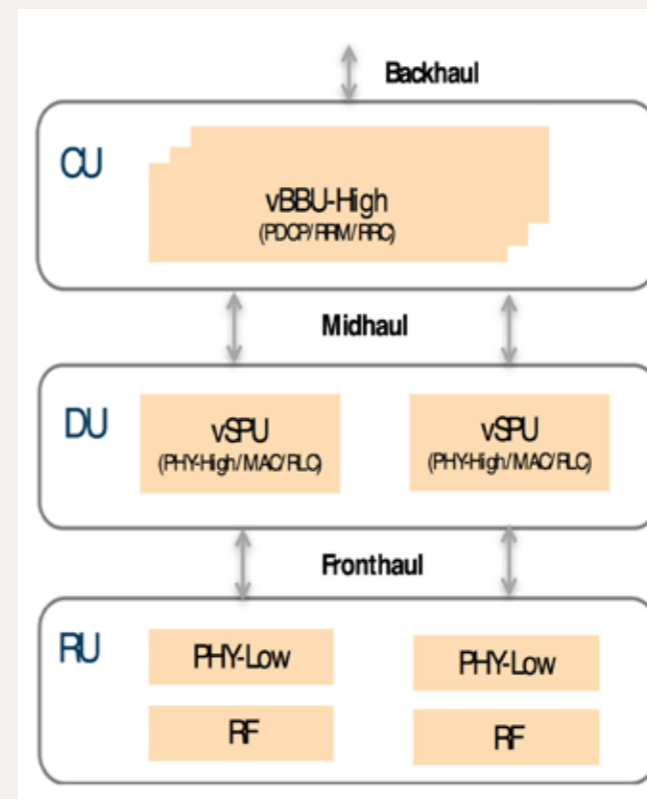 Backhaul
CU
vBBU-High
(PDCP/RRM/RRC)
Midhaul
DU
vSPU
(PHY-High/MAC/RLC)
vSPU
(PHY-High/MAC/RLC)
Fronthaul
RU
PHY-Low
PHY-Low
RF
RF